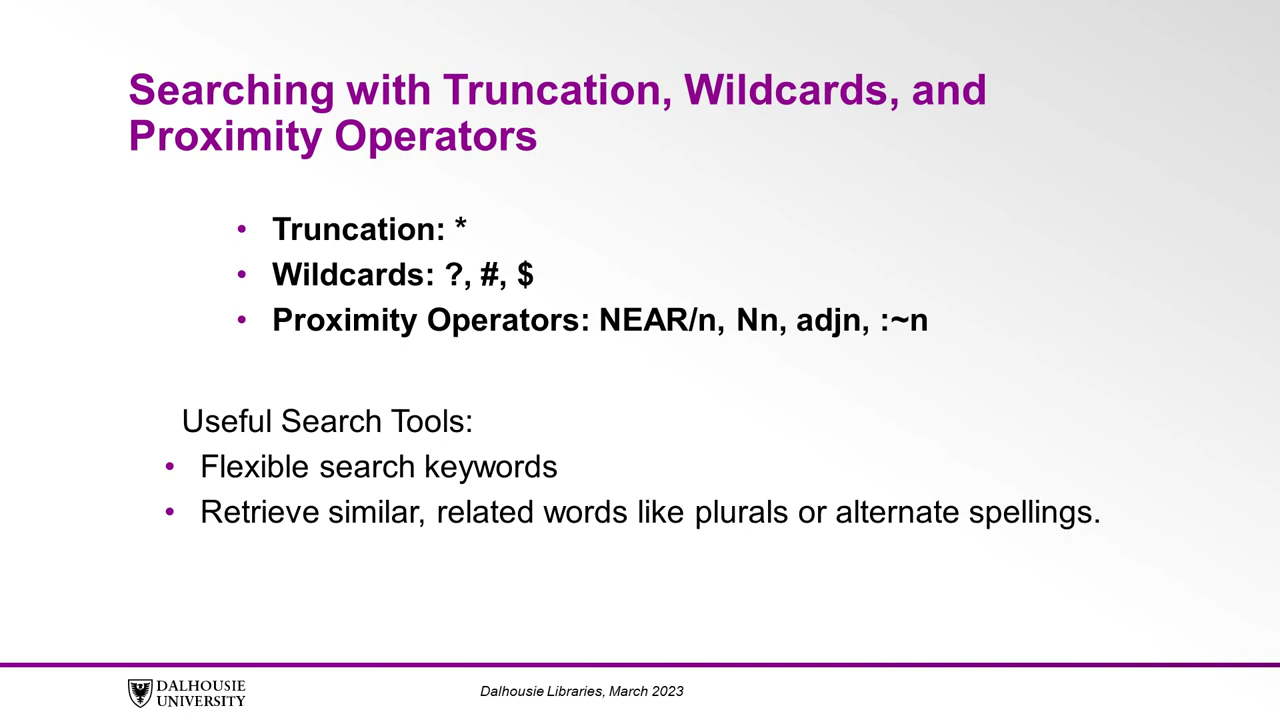 Searching with Truncation, Wildcards, and
Proximity Operators
• Truncation: *
• Wildcards: ?, #, $
• Proximity Operators: NEAR/n, Nn, adjn, :~n
Useful Search Tools:
• Flexible search keywords
• Retrieve similar, related words like plurals or alternate spellings.
DALHOUSIE
UNIVERSITY
Dalhousie Libraries, March 2023